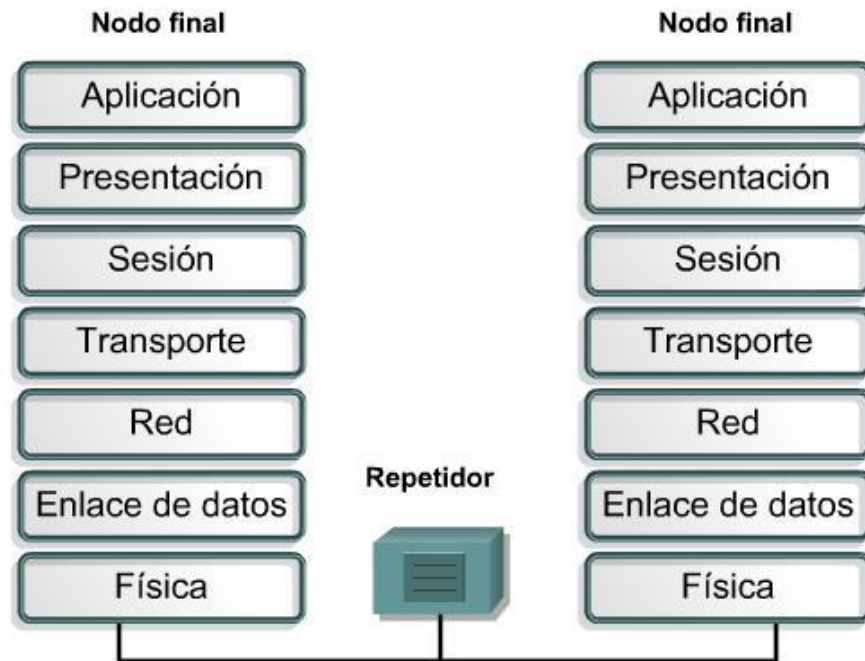 Nodo final
Aplicación
Presentación
Sesión
Transporte
Red
Enlace de datos
Física
Repetidor
Nodo final
Aplicación
Presentación
Sesión
Transporte
Red
Enlace de datos
Física